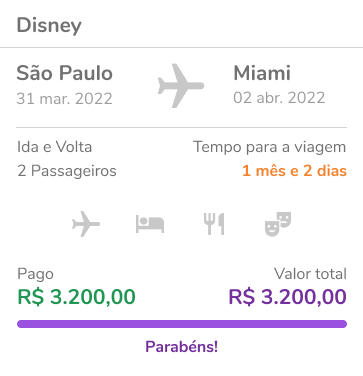 Disney
São Paulo
Miami
31 mar. 2022
02 abr. 2022
Ida e Volta
Tempo para a viagem
2 Passageiros
1 mês e 2 dias
Pago
Valor total
R$ 3.200,00
R$ 3.200,00
Parabéns!